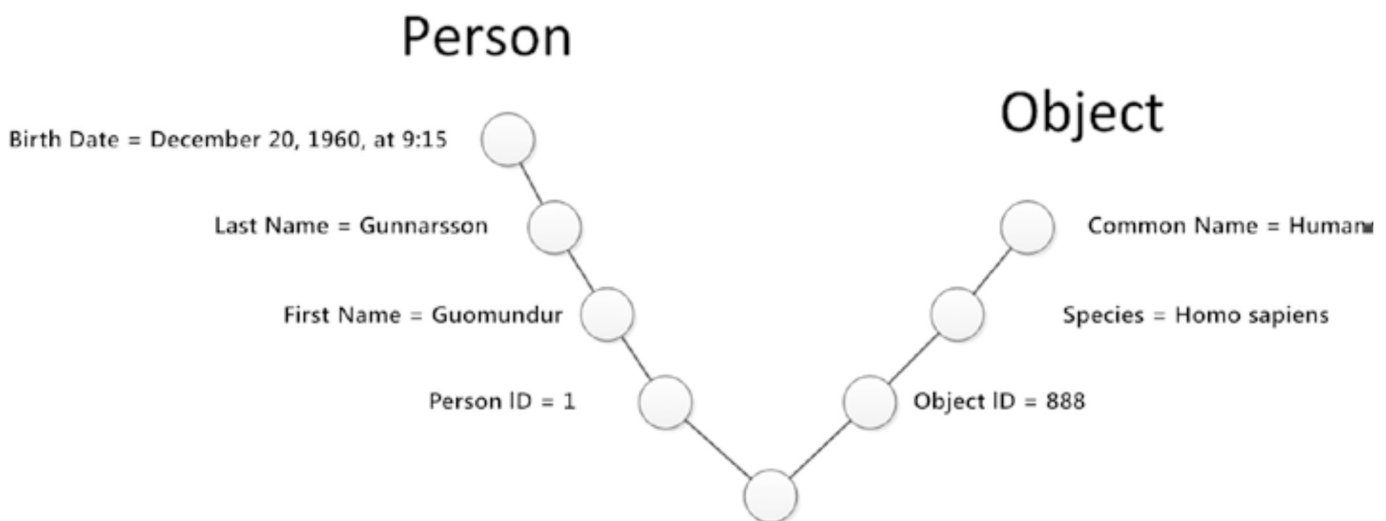 Person
Object
Birth Date = December 20, 1960, at 9:15
Last Name = Gunnarsson
Common Name = Human
First Name = Guomundur
Species = Homo sapiens
Person ID = 1
Object ID = 888